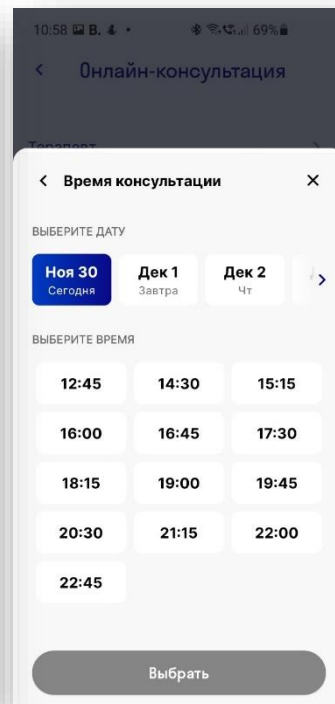 10:58 B. 69%
Онлайн-консультация
Терапевт
Время консультации
ВЫБЕРИТЕ ДАТУ
Ноя 30 Дек 1 Дек 2
Сегодня Завтра Чт
ВЫБЕРИТЕ ВРЕМЯ
12:45 14:30 15:15
16:00 16:45 17:30
18:15 19:00 19:45
20:30 21:15 22:00
22:45
Выбрать